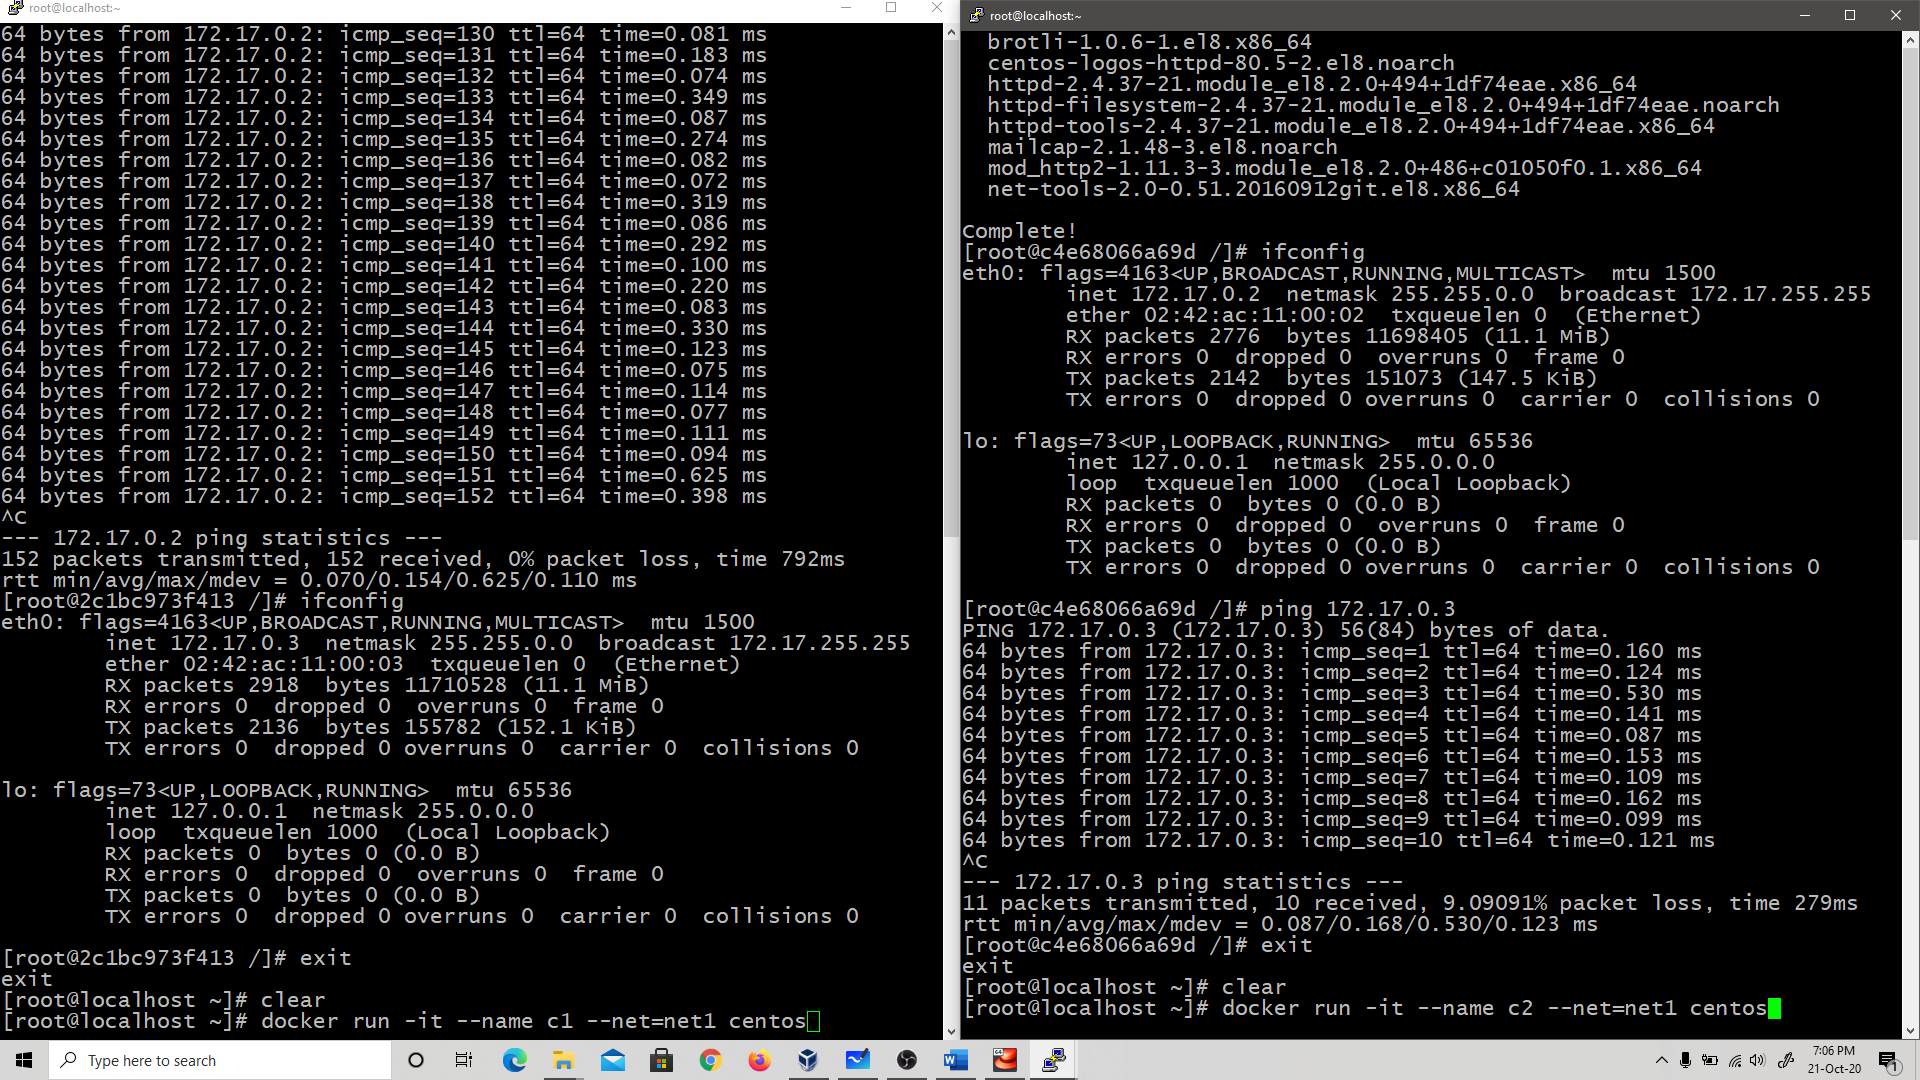 root@localhost:~
64 bytes from 172.17.0.2: icmp_seq=130 ttl=64 time=0.081 ms
64 bytes from 172.17.0.2: icmp_seq=131 ttl=64 time=0.183 ms
64 bytes from 172.17.0.2: icmp_seq=132 ttl=64 time=0.074 ms
64 bytes from 172.17.0.2: icmp_seq=133 ttl=64 time=0.349 ms
64 bytes from 172.17.0.2: icmp_seq=134 ttl=64 time=0.087 ms
64 bytes from 172.17.0.2: icmp_seq=135 ttl=64 time=0.274 ms
64 bytes from 172.17.0.2: icmp_seq=136 ttl=64 time=0.082 ms
64 bytes from 172.17.0.2: icmp_seq=137 ttl=64 time=0.072 ms
64 bytes from 172.17.0.2: icmp_seq=138 ttl=64 time=0.319 ms
64 bytes from 172.17.0.2: icmp_seq=139 ttl=64 time=0.086 ms
64 bytes from 172.17.0.2: icmp_seq=140 ttl=64 time=0.292 ms
64 bytes from 172.17.0.2: icmp_seq=141 ttl=64 time=0.100 ms
64 bytes from 172.17.0.2: icmp_seq=142 ttl=64 time=0.220 ms
64 bytes from 172.17.0.2: icmp_seq=143 ttl=64 time=0.083 ms
64 bytes from 172.17.0.2: icmp_seq=144 ttl=64 time=0.330 ms
64 bytes from 172.17.0.2: icmp_seq=145 ttl=64 time=0.123 ms
64 bytes from 172.17.0.2: icmp_seq=146 ttl=64 time=0.075 ms
64 bytes from 172.17.0.2: icmp_seq=147 ttl=64 time=0.114 ms
64 bytes from 172.17.0.2: icmp_seq=148 ttl=64 time=0.077 ms
64 bytes from 172.17.0.2: icmp_seq=149 ttl=64 time=0.111 ms
64 bytes from 172.17.0.2: icmp_seq=150 ttl=64 time=0.094 ms
64 bytes from 172.17.0.2: icmp_seq=151 ttl=64 time=0.625 ms
64 bytes from 172.17.0.2: icmp_seq=152 ttl=64 time=0.398 ms
^C
--- 172.17.0.2 ping statistics ---
152 packets transmitted, 152 received, 0% packet loss, time 792ms
rtt min/avg/max/mdev = 0.070/0.154/0.625/0.110 ms
[root@2c1bc973f413 /]# ifconfig
eth0: flags=4163<UP,BROADCAST,RUNNING,MULTICAST>  mtu 1500
        inet 172.17.0.3  netmask 255.255.0.0  broadcast 172.17.255.255
        ether 02:42:ac:11:00:03  txqueuelen 0  (Ethernet)
        RX packets 2918  bytes 11710528 (11.1 MiB)
        RX errors 0  dropped 0  overruns 0  frame 0
        TX packets 2136  bytes 155782 (152.1 KiB)
        TX errors 0  dropped 0 overruns 0  carrier 0  collisions 0
lo: flags=73<UP,LOOPBACK,RUNNING>  mtu 65536
        inet 127.0.0.1  netmask 255.0.0.0
        loop  txqueuelen 1000  (Local Loopback)
        RX packets 0  bytes 0 (0.0 B)
        RX errors 0  dropped 0  overruns 0  frame 0
        TX packets 0  bytes 0 (0.0 B)
        TX errors 0  dropped 0 overruns 0  carrier 0  collisions 0
[root@2c1bc973f413 /]# exit
exit
[root@localhost ~]# clear
[root@localhost ~]# docker run -it --name c1 --net=net1 centos
root@localhost:~
  brotli-1.0.6-1.el8.x86_64
  centos-logos-httpd-80.5-2.el8.noarch
  httpd-2.4.37-21.module_el8.2.0+494+1df74eae.x86_64
  httpd-filesystem-2.4.37-21.module_el8.2.0+494+1df74eae.noarch
  httpd-tools-2.4.37-21.module_el8.2.0+494+1df74eae.x86_64
  mailcap-2.1.48-3.el8.noarch
  mod_http2-1.11.3-3.module_el8.2.0+486+c01050f0.1.x86_64
  net-tools-2.0-0.51.20160912git.el8.x86_64
Complete!
[root@c4e68066a69d /]# ifconfig
eth0: flags=4163<UP,BROADCAST,RUNNING,MULTICAST>  mtu 1500
        inet 172.17.0.2  netmask 255.255.0.0  broadcast 172.17.255.255
        ether 02:42:ac:11:00:02  txqueuelen 0  (Ethernet)
        RX packets 2776  bytes 11698405 (11.1 MiB)
        RX errors 0  dropped 0  overruns 0  frame 0
        TX packets 2142  bytes 151073 (147.5 KiB)
        TX errors 0  dropped 0 overruns 0  carrier 0  collisions 0
lo: flags=73<UP,LOOPBACK,RUNNING>  mtu 65536
        inet 127.0.0.1  netmask 255.0.0.0
        loop  txqueuelen 1000  (Local Loopback)
        RX packets 0  bytes 0 (0.0 B)
        RX errors 0  dropped 0  overruns 0  frame 0
        TX packets 0  bytes 0 (0.0 B)
        TX errors 0  dropped 0 overruns 0  carrier 0  collisions 0
[root@c4e68066a69d /]# ping 172.17.0.3
PING 172.17.0.3 (172.17.0.3) 56(84) bytes of data.
64 bytes from 172.17.0.3: icmp_seq=1 ttl=64 time=0.160 ms
64 bytes from 172.17.0.3: icmp_seq=2 ttl=64 time=0.124 ms
64 bytes from 172.17.0.3: icmp_seq=3 ttl=64 time=0.530 ms
64 bytes from 172.17.0.3: icmp_seq=4 ttl=64 time=0.141 ms
64 bytes from 172.17.0.3: icmp_seq=5 ttl=64 time=0.087 ms
64 bytes from 172.17.0.3: icmp_seq=6 ttl=64 time=0.153 ms
64 bytes from 172.17.0.3: icmp_seq=7 ttl=64 time=0.109 ms
64 bytes from 172.17.0.3: icmp_seq=8 ttl=64 time=0.162 ms
64 bytes from 172.17.0.3: icmp_seq=9 ttl=64 time=0.099 ms
64 bytes from 172.17.0.3: icmp_seq=10 ttl=64 time=0.121 ms
^C
--- 172.17.0.3 ping statistics ---
11 packets transmitted, 10 received, 9.09091% packet loss, time 279ms
rtt min/avg/max/mdev = 0.087/0.168/0.530/0.123 ms
[root@c4e68066a69d /]# exit
exit
[root@localhost ~]# clear
[root@localhost ~]# docker run -it --name c2 --net=net1 centos
Type here to search
7:06 PM
21-Oct-20
1